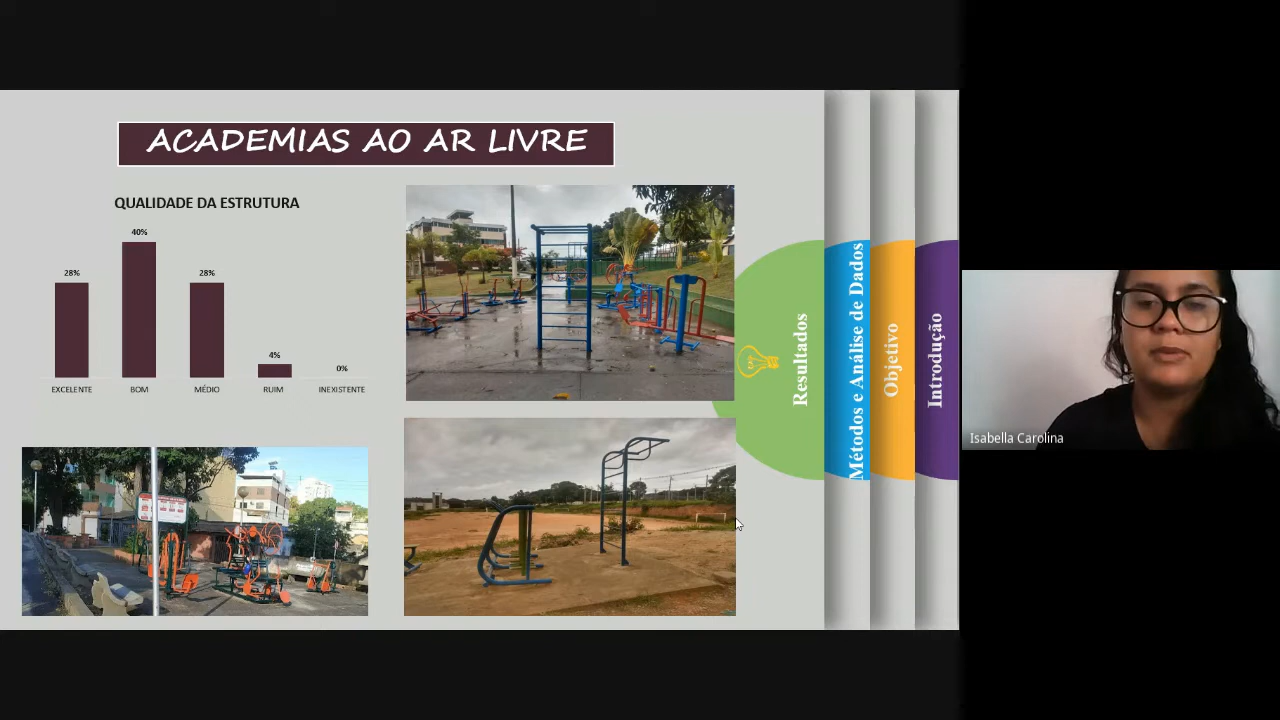 ACADEMIAS AO AR LIVRE
QUALIDADE DA ESTRUTURA
28%
40%
28%
4%
0%
EXCELENTE
BOM
MÉDIO
RUIM
INEXISTENTE
Resultados
Métodos e Análise de Dados
Objetivo
Introdução
Isabella Carolina